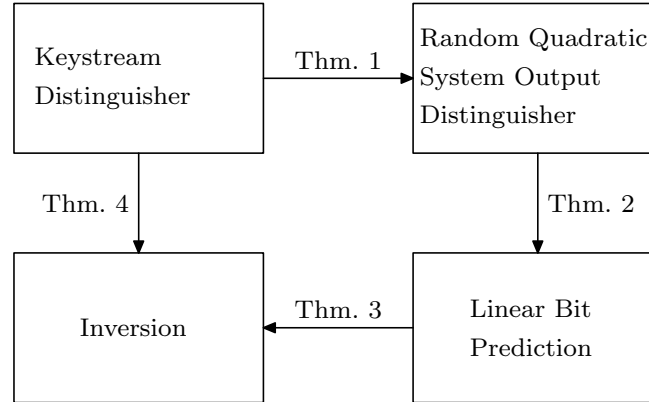 Keystream
Distinguisher
Thm. 1
Random Quadratic
System Output
Distinguisher
Thm. 4
Thm. 2
Inversion
Thm. 3
Linear Bit
Prediction